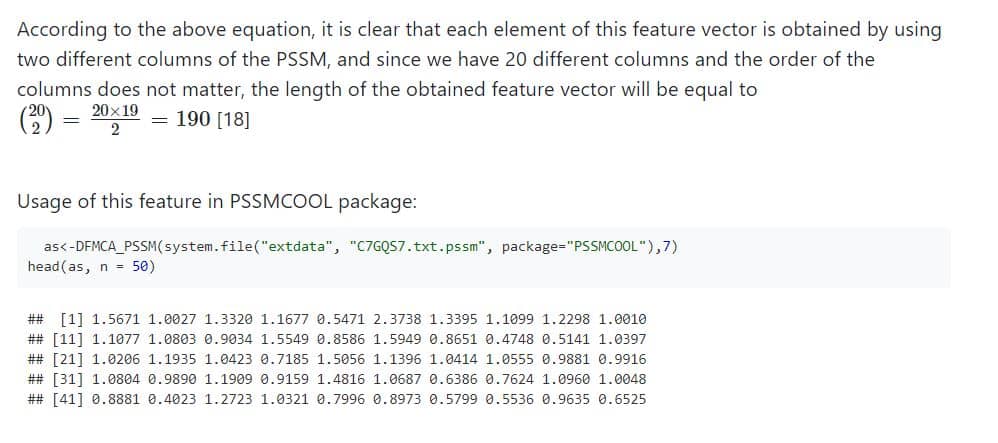 According to the above equation, it is clear that each element of this feature vector is obtained by using
two different columns of the PSSM, and since we have 20 different columns and the order of the
columns does not matter, the length of the obtained feature vector will be equal to
(20 2) = 20×19 / 2 = 190 [18]
Usage of this feature in PSSMCOOL package:
as<-DFMCA_PSSM(system.file("extdata", "C7GQS7.txt.pssm", package="PSSMCOOL"),7)
head(as, n = 50)
## [1] 1.5671 1.0027 1.3320 1.1677 0.5471 2.3738 1.3395 1.1099 1.2298 1.0010
## [11] 1.1077 1.0803 0.9034 1.5549 0.8586 1.5949 0.8651 0.4748 0.5141 1.0397
## [21] 1.0206 1.1935 1.0423 0.7185 1.5056 1.1396 1.0414 1.0555 0.9881 0.9916
## [31] 1.0804 0.9890 1.1909 0.9159 1.4816 1.0687 0.6386 0.7624 1.0960 1.0048
## [41] 0.8881 0.4023 1.2723 1.0321 0.7996 0.8973 0.5799 0.5536 0.9635 0.6525